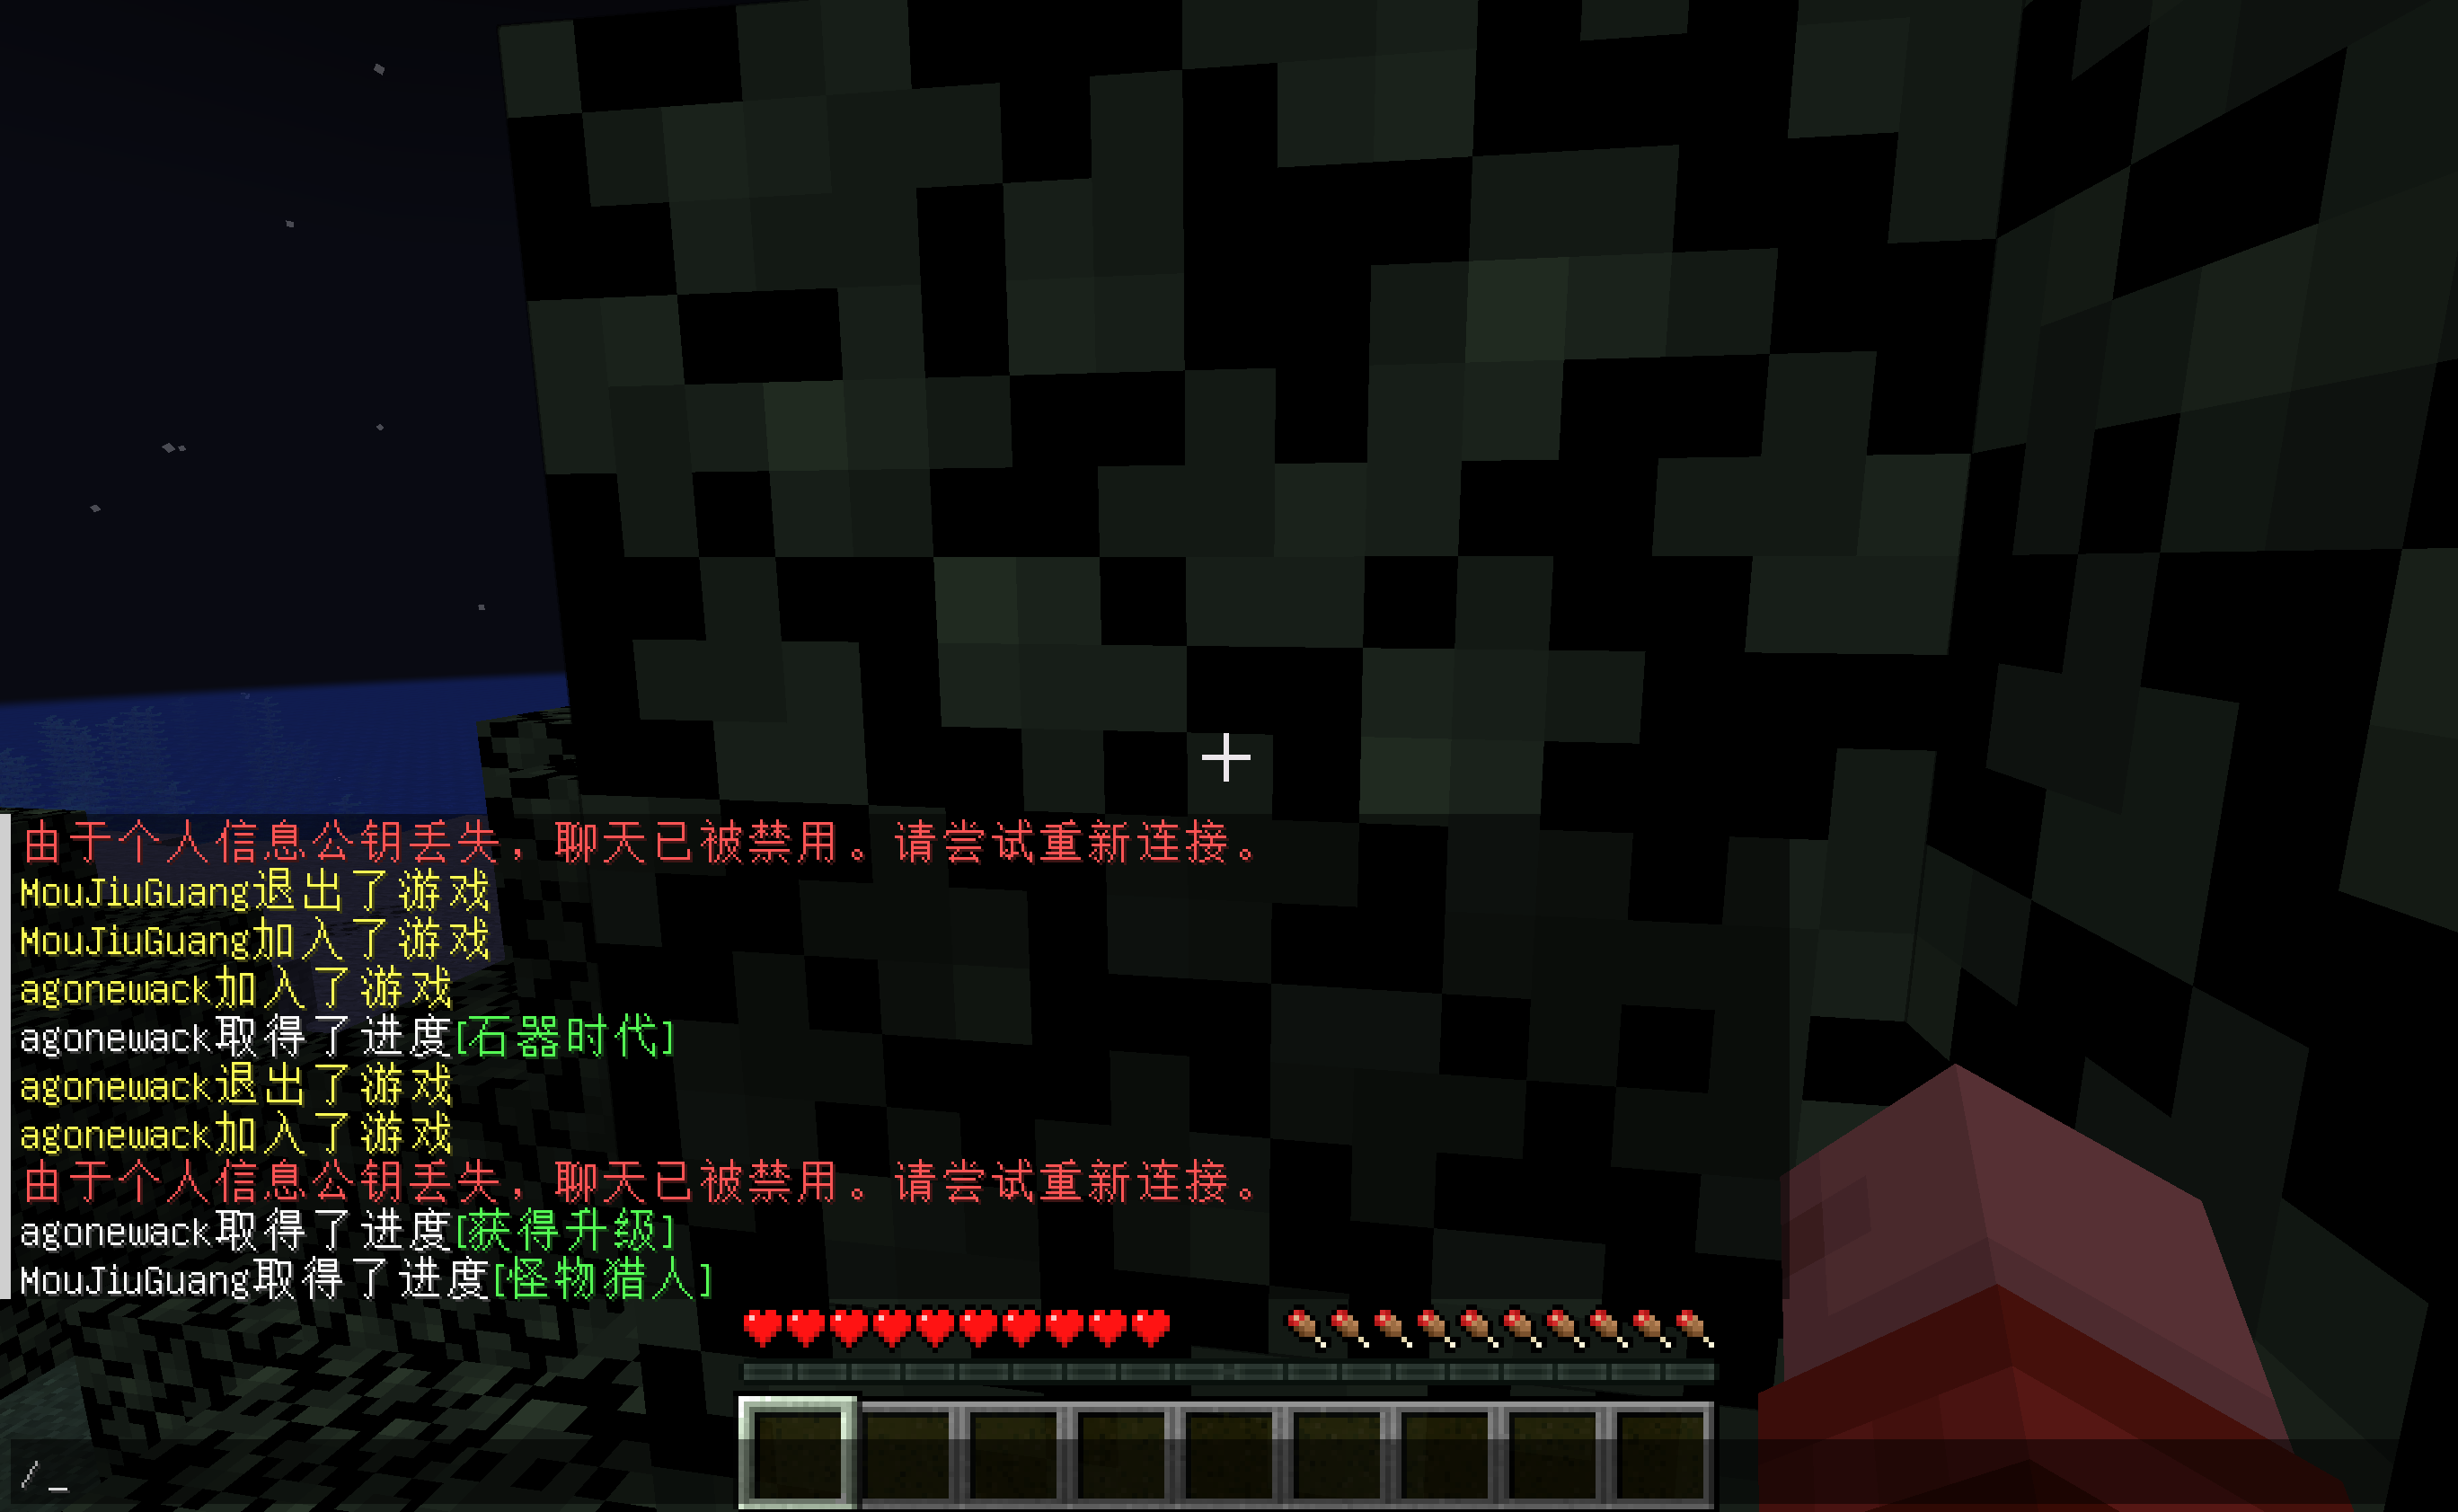 由于个人信息公钥丢失，聊天已被禁用。请尝试重新连接。
MouJiuGuang退出了游戏
MouJiuGuang加入了游戏
agonewack加入了游戏
agonewack取得了进度[石器时代]
agonewack退出了游戏
agonewack加入了游戏
由于个人信息公钥丢失，聊天已被禁用。请尝试重新连接。
agonewack取得了进度[获得升级]
MouJiuGuang取得了进度[怪物猎人]
/_